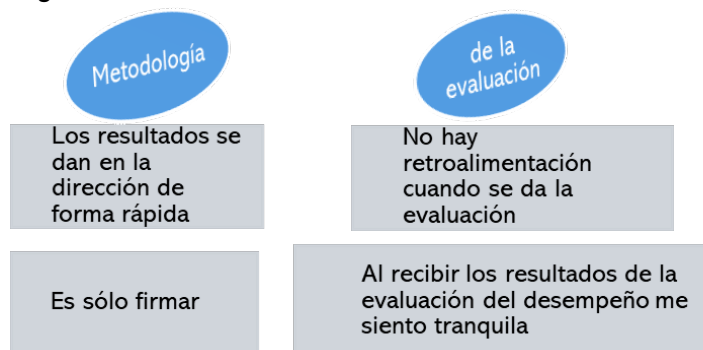 Metodología
de la
evaluación
Los resultados se
dan en la
dirección de
forma rápida
No hay
retroalimentación
cuando se da la
evaluación
Es sólo firmar
Al recibir los resultados de la
evaluación del desempeño me
siento tranquila